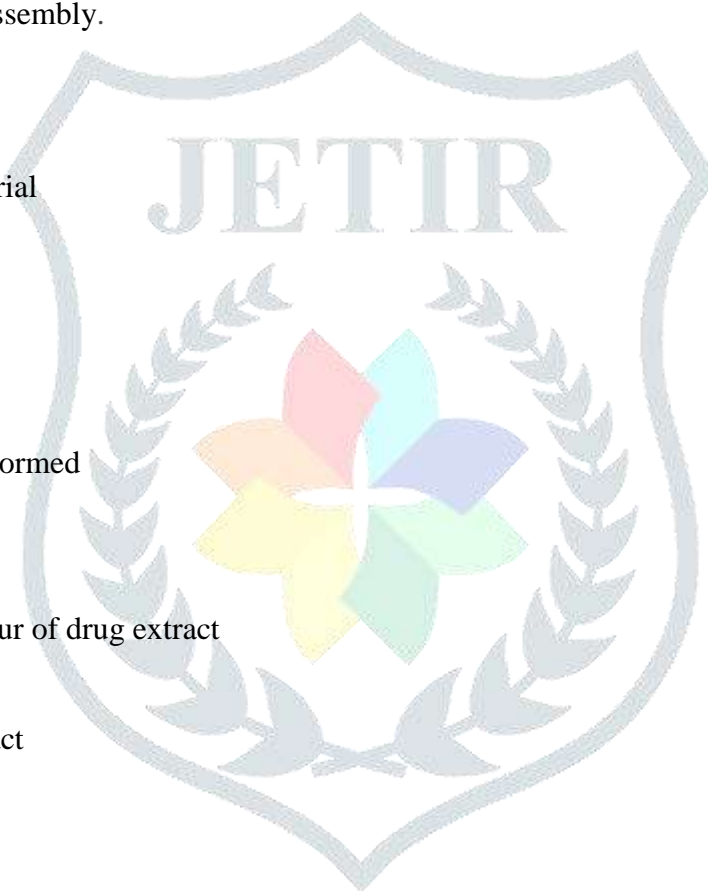 ssembly.
JETIR
rial
ormed
ur of drug extract
ct